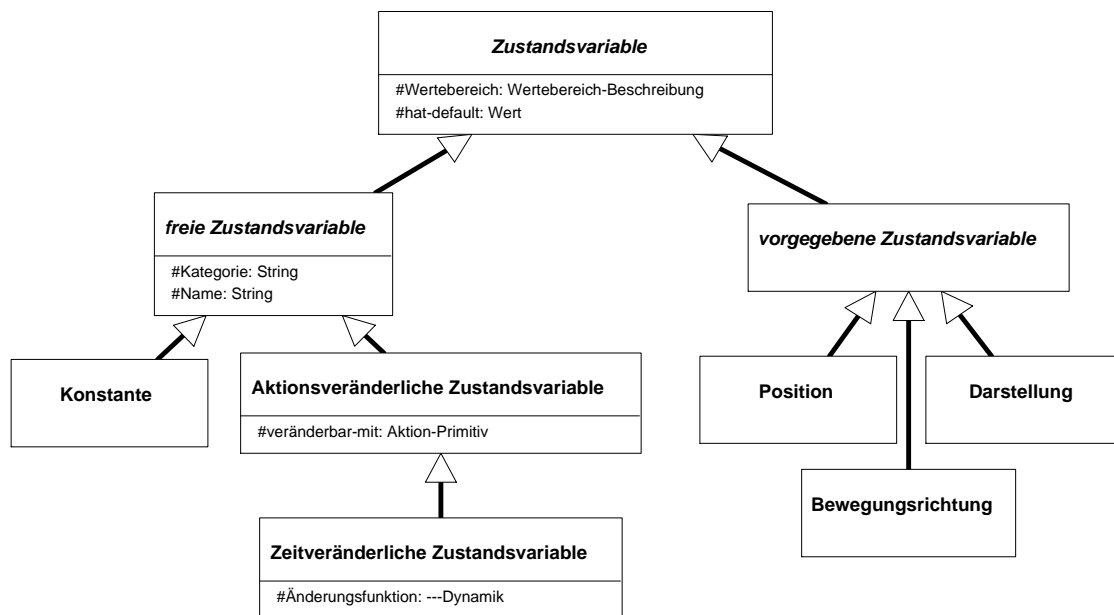 Zustandsvariable
#Wertebereich: Wertebereich-Beschreibung
#hat-default: Wert
freie Zustandsvariable
#Kategorie: String
#Name: String
vorgegebene Zustandsvariable
Konstante
Aktionsveränderliche Zustandsvariable
#veränderbar-mit: Aktion-Primitiv
Position
Darstellung
Bewegungsrichtung
Zeitveränderliche Zustandsvariable
#Änderungsfunktion: ---Dynamik